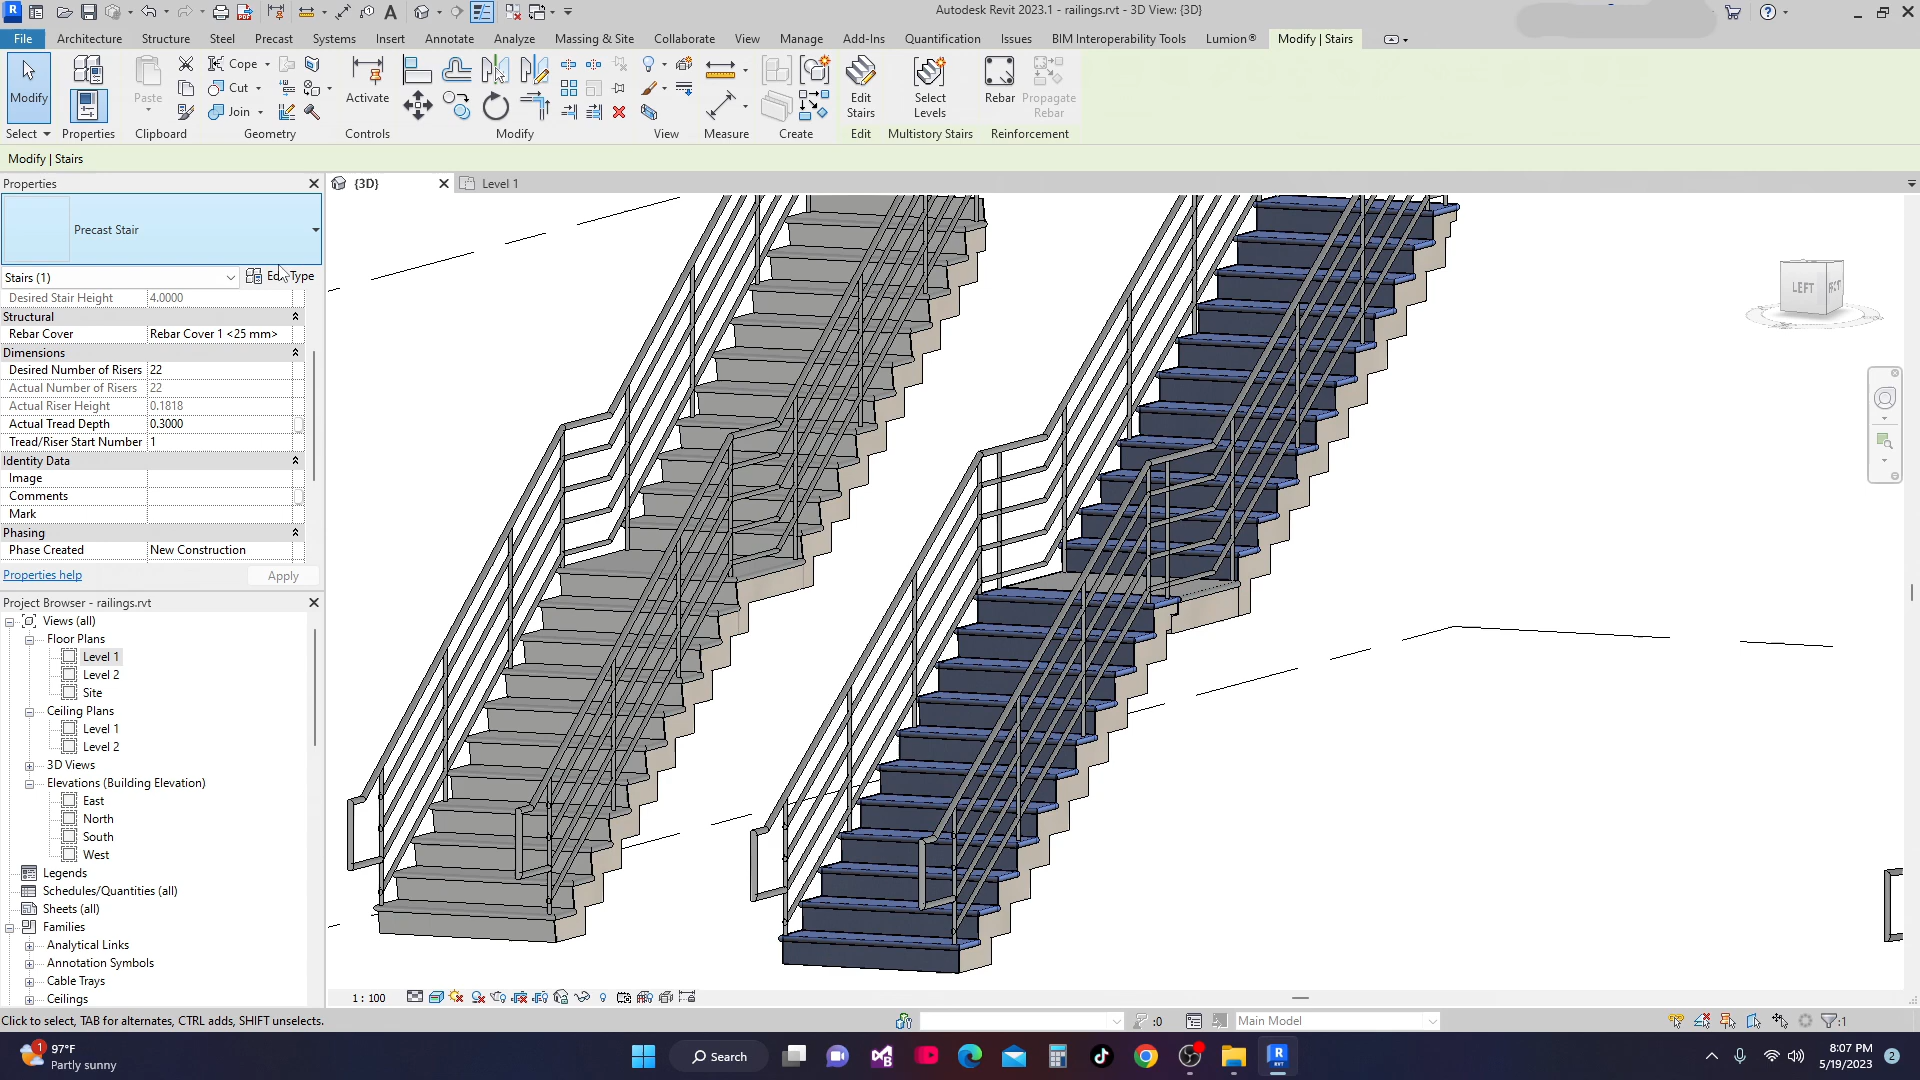 Autodesk Revit 2023.1 - railings.rvt - 3D View: {3D}
File Architecture Structure Steel Precast Systems Insert Annotate Analyze Massing & Site Collaborate View Manage Add-Ins Quantification Issues BIM Interoperability Tools Lumion® Modify | Stairs
Modify
Paste
Cope
Cut
Join
Activate
Edit Stairs
Select Levels
Rebar
Propagate Rebar
Select Properties Clipboard Geometry Controls Modify View Measure Create Edit Multistory Stairs Reinforcement
Modify | Stairs
Properties
{3D}
Level 1
Precast Stair
Stairs (1)
Type
Desired Stair Height 4.0000
Structural
Rebar Cover Rebar Cover 1 <25 mm>
Dimensions
Desired Number of Risers 22
Actual Number of Risers 22
Actual Riser Height 0.1818
Actual Tread Depth 0.3000
Tread/Riser Start Number 1
Identity Data
Image
Comments
Mark
Phasing
Phase Created New Construction
Properties help
Apply
Project Browser - railings.rvt
Views (all)
Floor Plans
Level 1
Level 2
Site
Ceiling Plans
Level 1
Level 2
3D Views
Elevations (Building Elevation)
East
North
South
West
Legends
Schedules/Quantities (all)
Sheets (all)
Families
Analytical Links
Annotation Symbols
Cable Trays
Ceilings
LEFT
1 : 100
Click to select, TAB for alternates, CTRL adds, SHIFT unselects.
:0
Main Model
:1
1
97°F
Partly sunny
Search
8:07 PM
5/19/2023
2